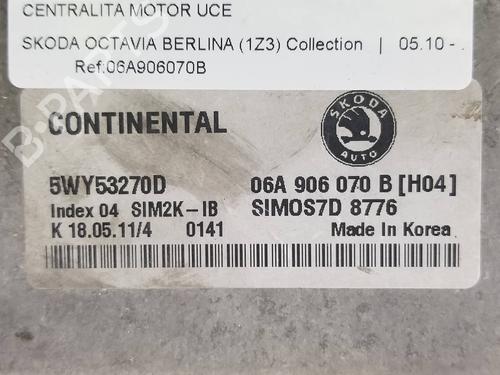 CENTRALITA MOTOR UCE
SKODA OCTAVIA BERLINA (1Z3) Collection | 05.10 - .
Ref:06A906070B
B-PARTS
CONTINENTAL
SKODA
AUTO
5WY53270D 06A 906 070 B [H04]
Index 04 SIM2K-IB SIMOS7D 8776
K 18.05.11/4 0141 Made in Korea